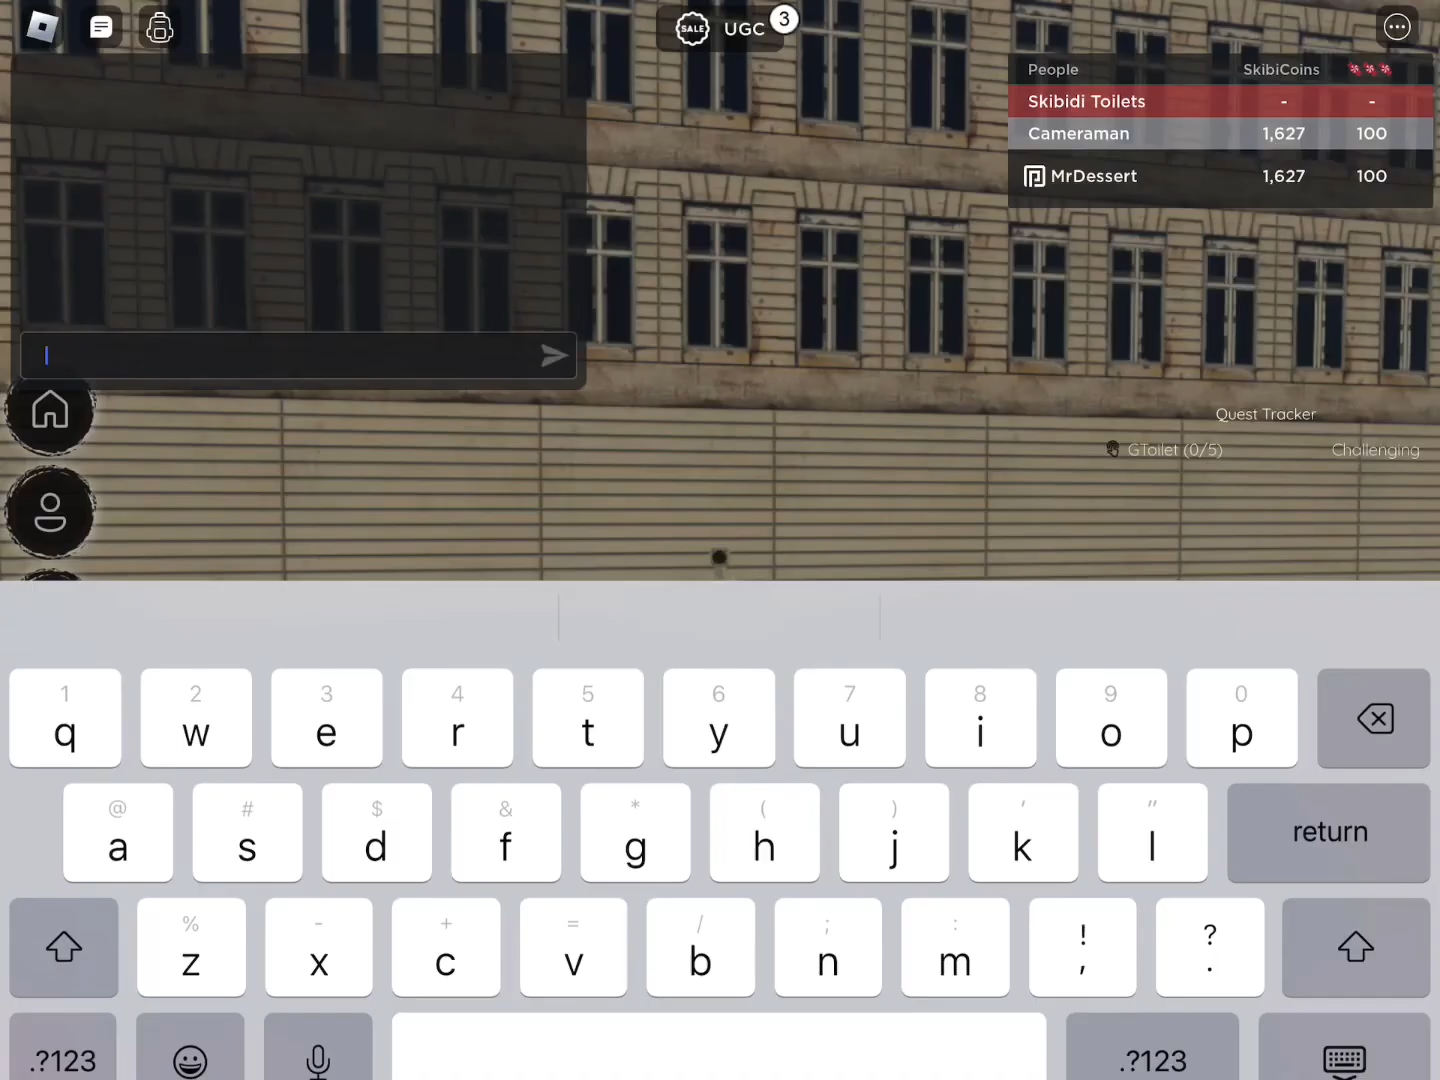 SALE UGC 3
People SkibiCoins
Skibidi Toilets - -
Cameraman 1,627 100
MrDessert 1,627 100
Quest Tracker
GToilet (0/5) Challenging
1 2 3 4 5 6 7 8 9 0
q w e r t y u i o p
@ # $ & * ( ) ' "
a s d f g h j k l return
% - + = / ; : ! ?
z x c v b n m , .
.?123 .?123